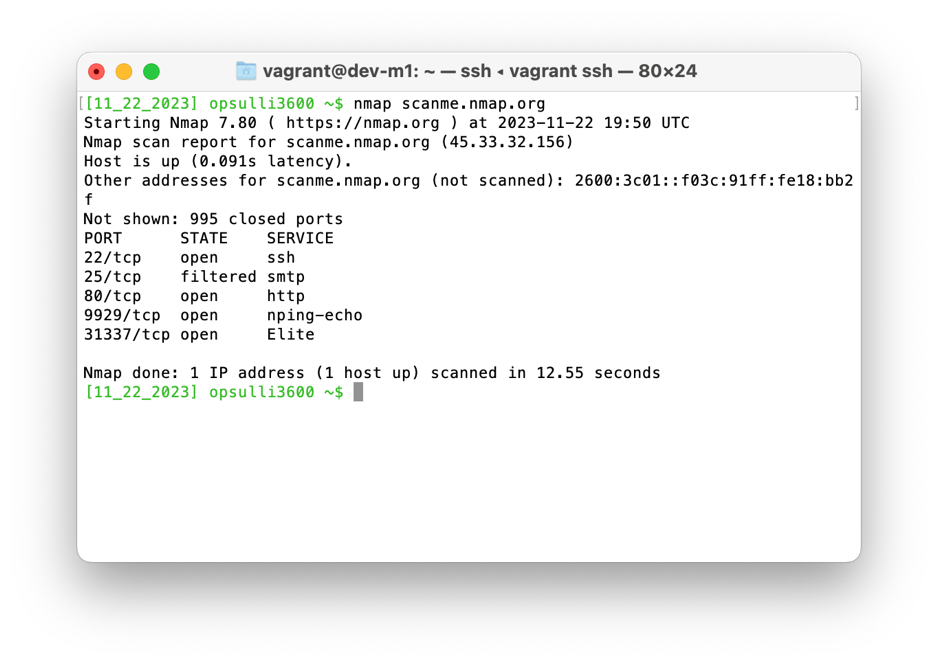 vagrant@dev-m1: ~ — ssh ◂ vagrant ssh — 80×24
[[11_22_2023] opsulli3600 ~$ nmap scanme.nmap.org ]
Starting Nmap 7.80 ( https://nmap.org ) at 2023-11-22 19:50 UTC
Nmap scan report for scanme.nmap.org (45.33.32.156)
Host is up (0.091s latency).
Other addresses for scanme.nmap.org (not scanned): 2600:3c01::f03c:91ff:fe18:bb2
f
Not shown: 995 closed ports
PORT      STATE    SERVICE
22/tcp    open     ssh
25/tcp    filtered smtp
80/tcp    open     http
9929/tcp  open     nping-echo
31337/tcp open     Elite
Nmap done: 1 IP address (1 host up) scanned in 12.55 seconds
[11_22_2023] opsulli3600 ~$